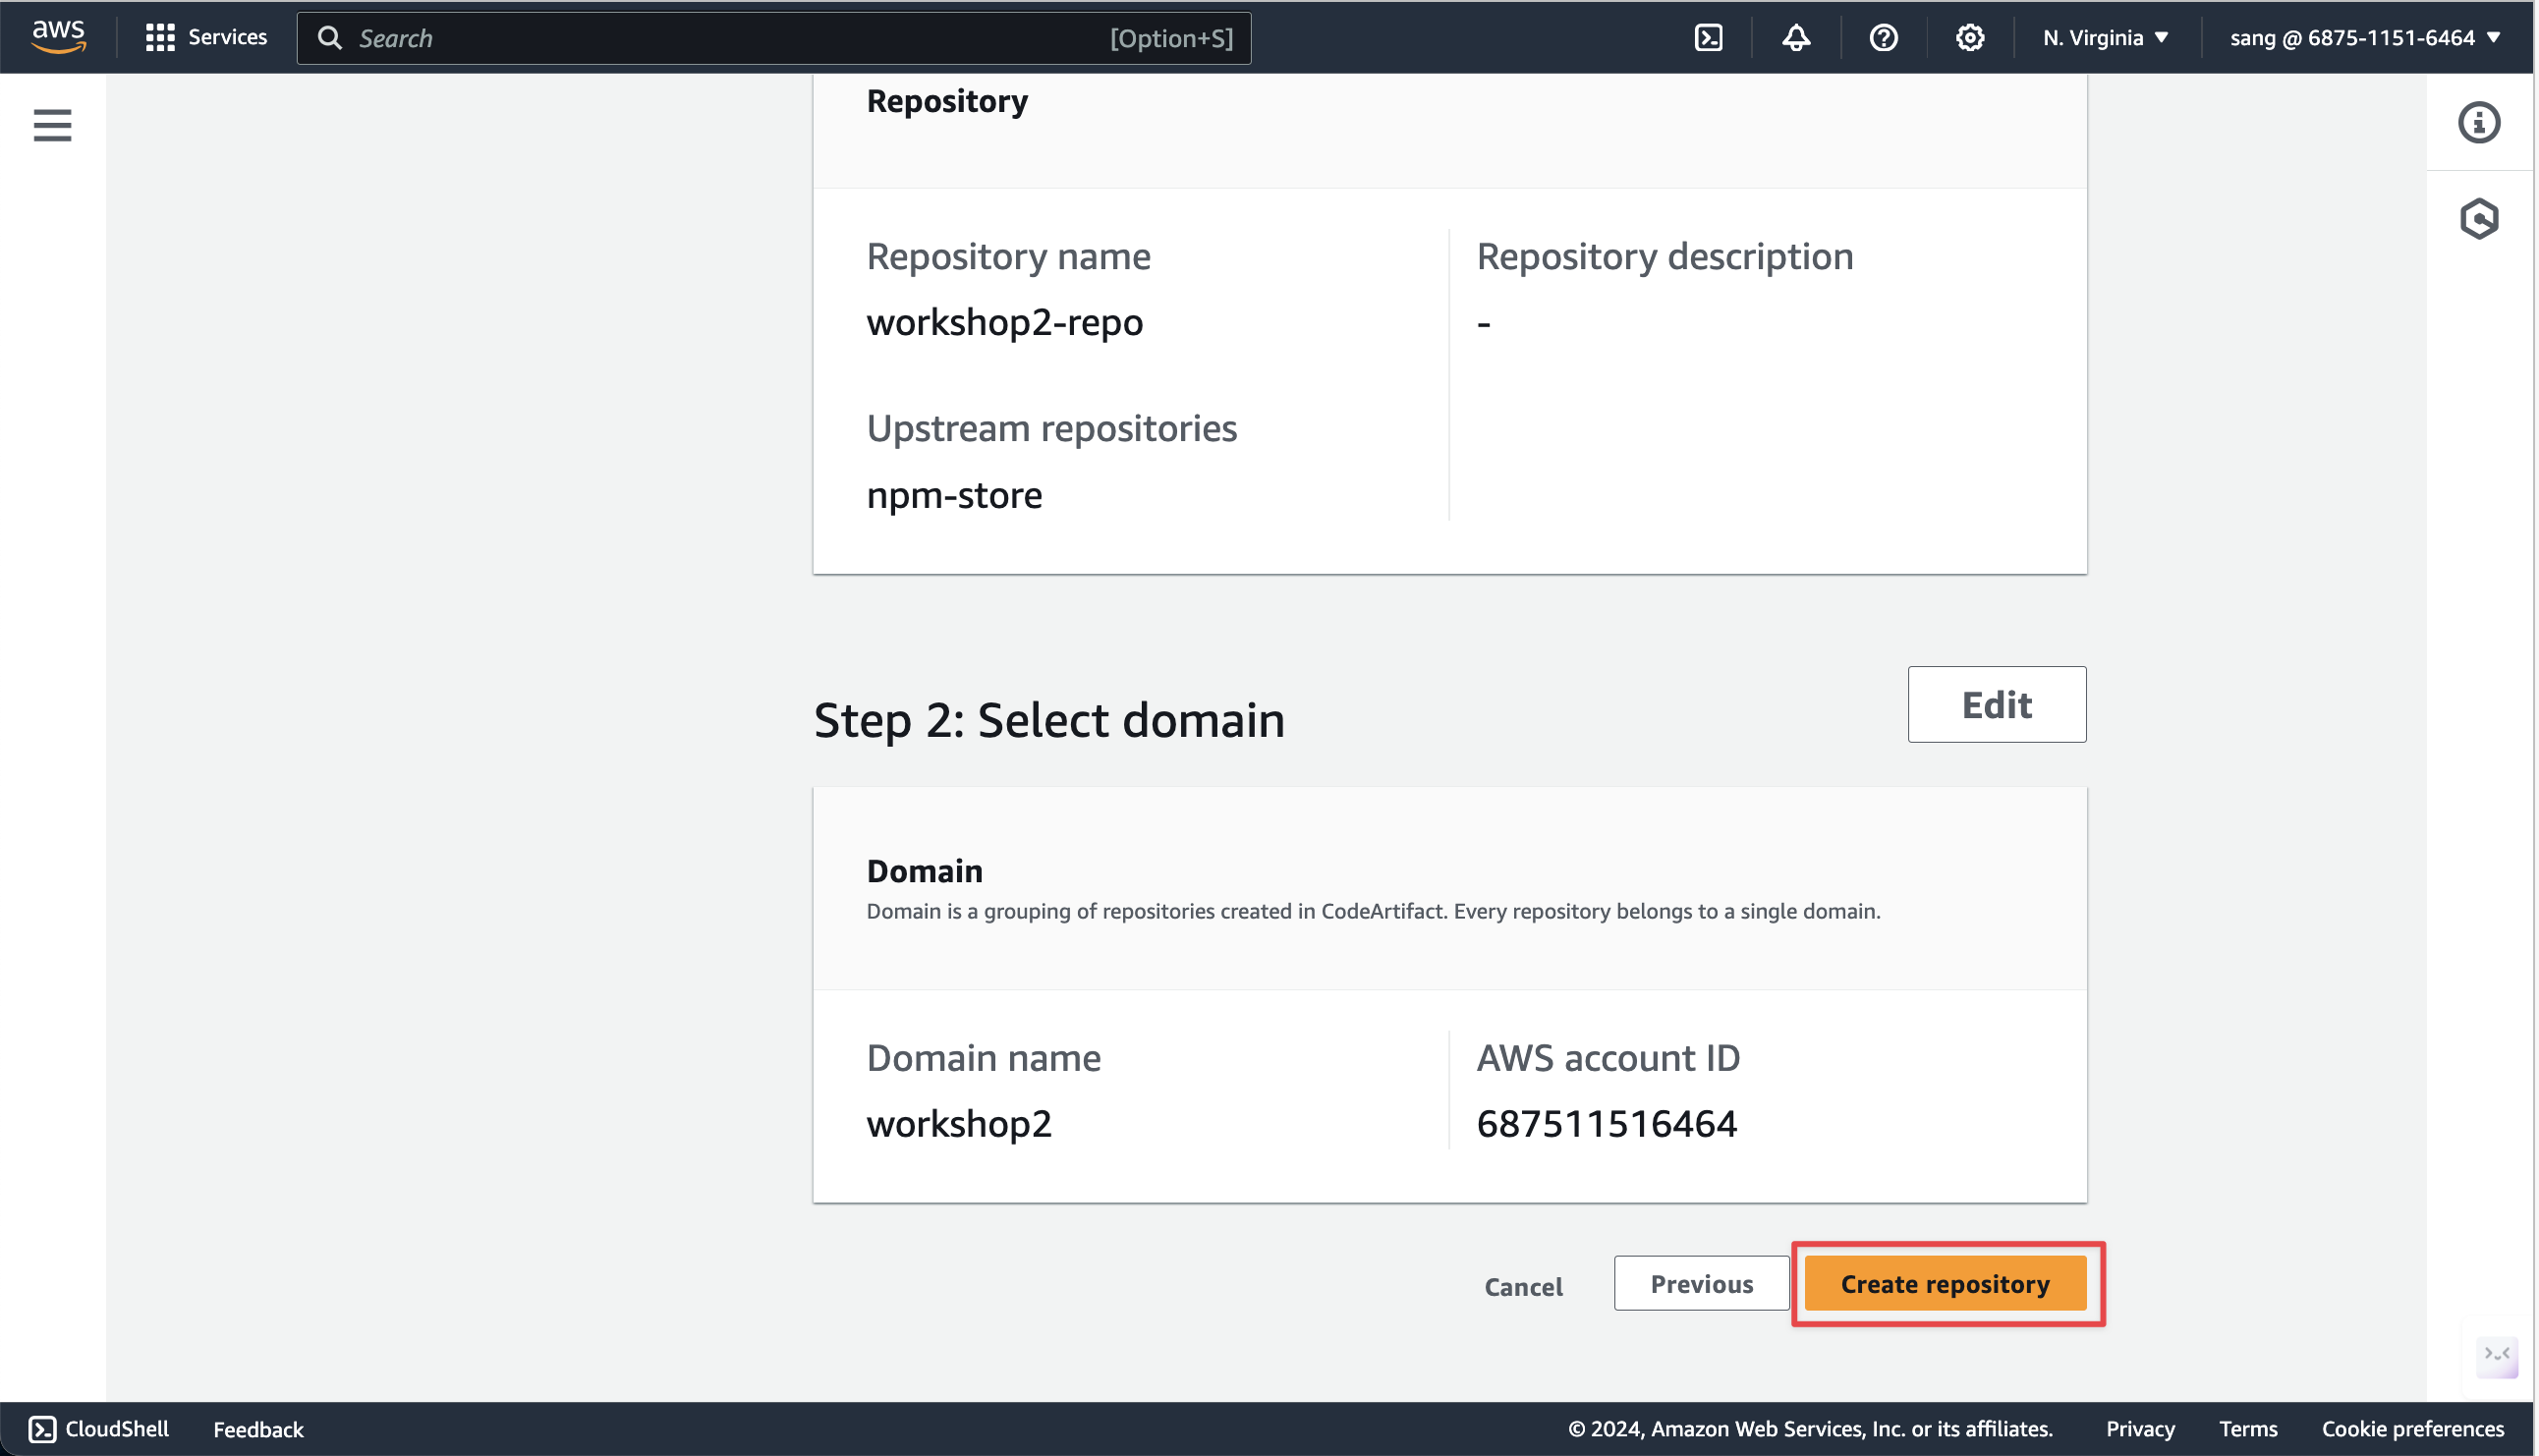 aws
Services
Search
[Option+S]
N. Virginia
sang @ 6875-1151-6464
Repository
Repository name
workshop2-repo
Repository description
-
Upstream repositories
npm-store
Step 2: Select domain
Edit
Domain
Domain is a grouping of repositories created in CodeArtifact. Every repository belongs to a single domain.
Domain name
workshop2
AWS account ID
687511516464
Cancel
Previous
Create repository
CloudShell
Feedback
© 2024, Amazon Web Services, Inc. or its affiliates.
Privacy
Terms
Cookie preferences